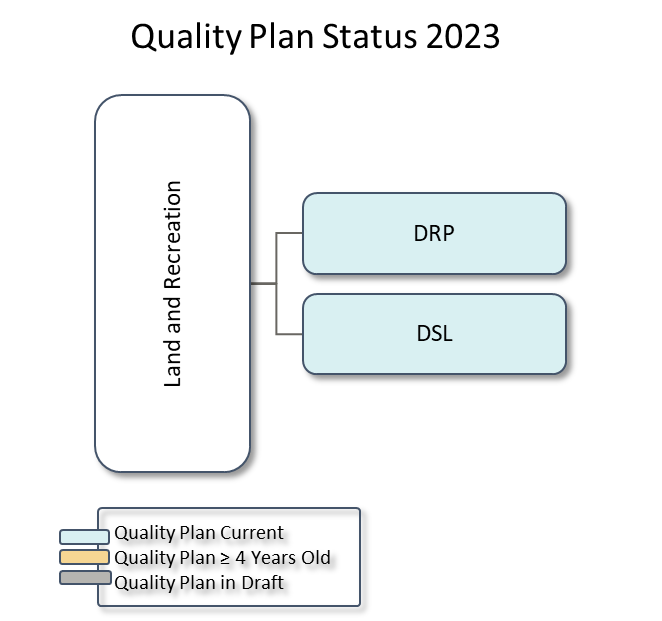 Quality Plan Status 2023
Land and Recreation
DRP
DSL
Quality Plan Current
Quality Plan ≥ 4 Years Old
Quality Plan in Draft